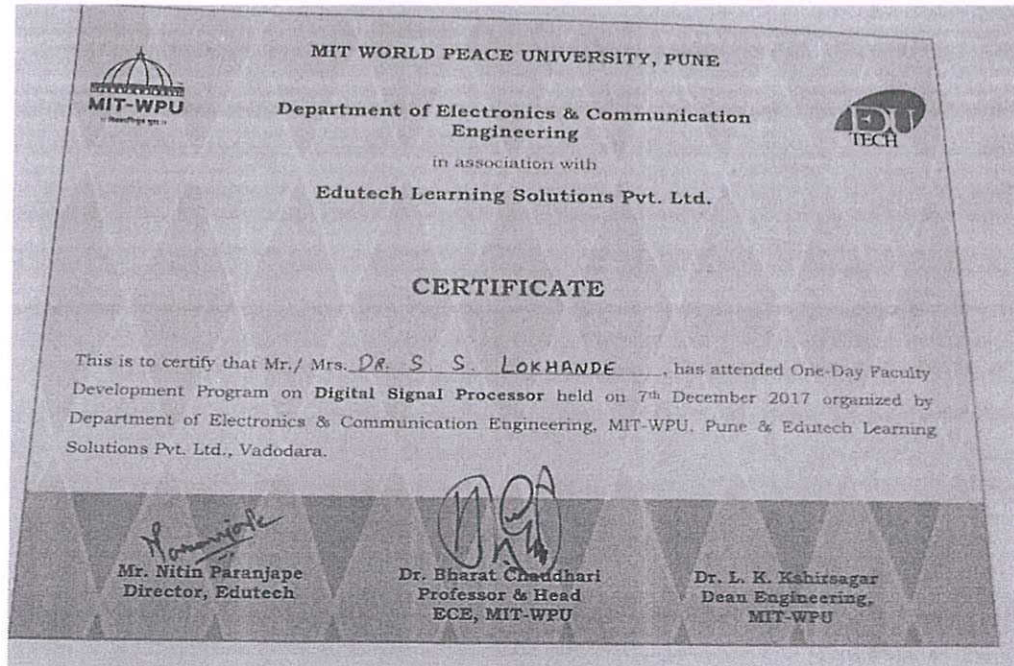 MIT WORLD PEACE UNIVERSITY, PUNE
MIT-WPU
Department of Electronics & Communication
Engineering
EDU
TECH
in association with
Edutech Learning Solutions Pvt. Ltd.
CERTIFICATE
This is to certify that Mr./ Mrs. DR. S. S. LOKHANDE, has attended One-Day Faculty
Development Program on Digital Signal Processor held on 7th December 2017 organized by
Department of Electronics & Communication Engineering, MIT-WPU, Pune & Edutech Learning
Solutions Pvt. Ltd., Vadodara.
Paranjape
Mr. Nitin Paranjape
Director, Edutech
Dr. Bharat Chaudhari
Professor & Head
ECE, MIT-WPU
Dr. L. K. Kshirsagar
Dean Engineering,
MIT-WPU